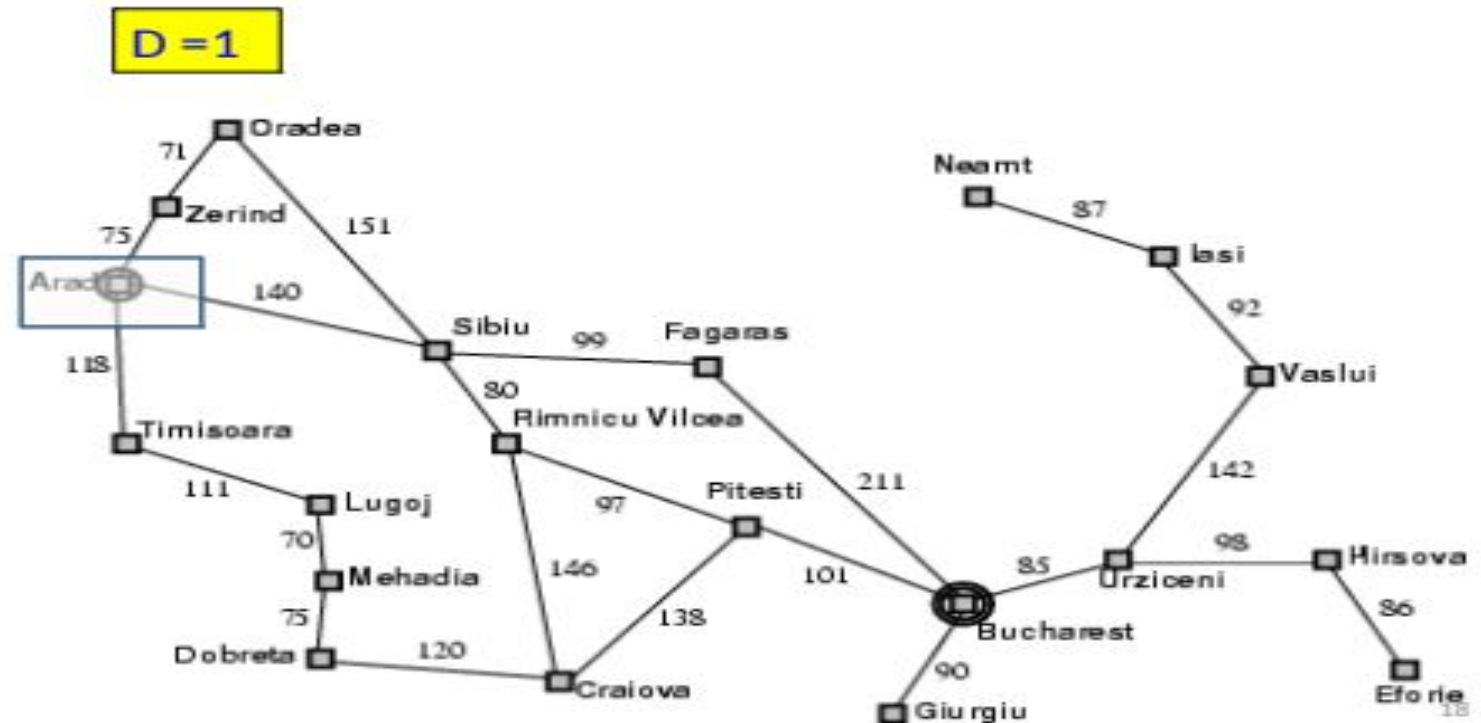 D =1
Oradea
71
Neamt
Zerind
87
75
151
Iasi
Arad
140
92
Sibiu
Fagaras
99
118
80
Vaslui
Rimnicu Vilcea
Timisoara
142
111
211
Pitesti
Lugoj
97
70
98
Hirsova
85
Mehadia
146
101
Urziceni
86
75
138
Bucharest
Dobreta
120
90
Craiova
Eforie
Giurgiu
18